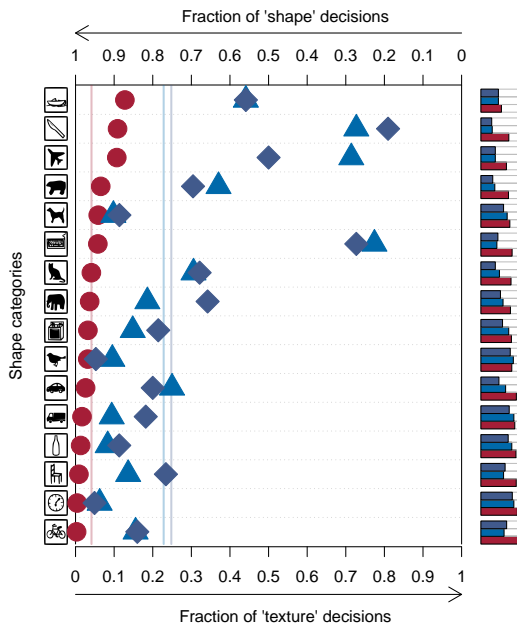 Fraction of 'shape' decisions
1 0.9 0.8 0.7 0.6 0.5 0.4 0.3 0.2 0.1 0
Shape categories
0 0.1 0.2 0.3 0.4 0.5 0.6 0.7 0.8 0.9 1
Fraction of 'texture' decisions